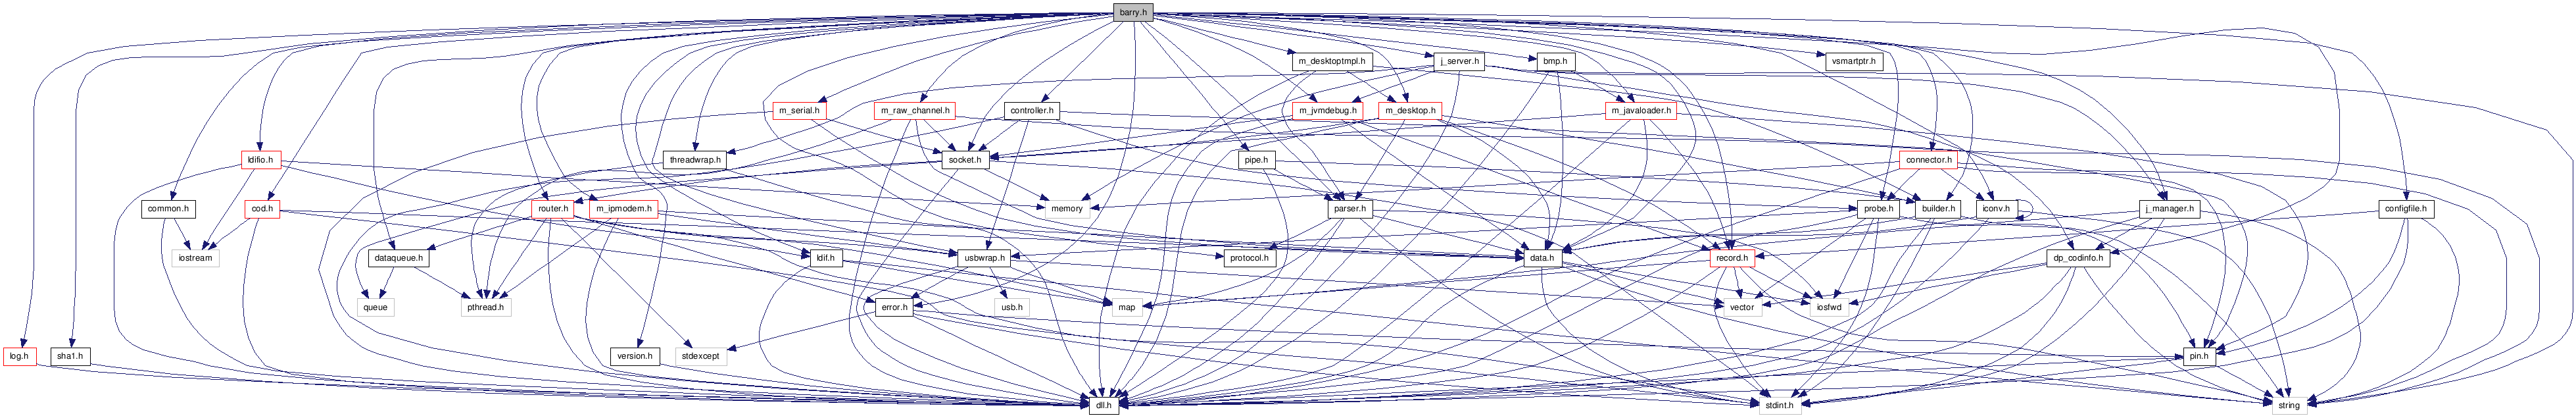 barry.h
m_desktoptmpl.h
j_server.h
bmp.h
vsmartptr.h
m_serial.h
m_raw_channel.h
controller.h
m_jvmdebug.h
m_desktop.h
m_javaloader.h
ldifio.h
threadwrap.h
socket.h
pipe.h
connector.h
common.h
cod.h
router.h
m_ipmodem.h
memory
parser.h
probe.h
builder.h
iconv.h
j_manager.h
configfile.h
iostream
dataqueue.h
ldif.h
usbwrap.h
protocol.h
data.h
record.h
dp_codinfo.h
queue
pthread.h
error.h
usb.h
map
vector
iosfwd
log.h
sha1.h
version.h
stdexcept
pin.h
dll.h
stdint.h
string